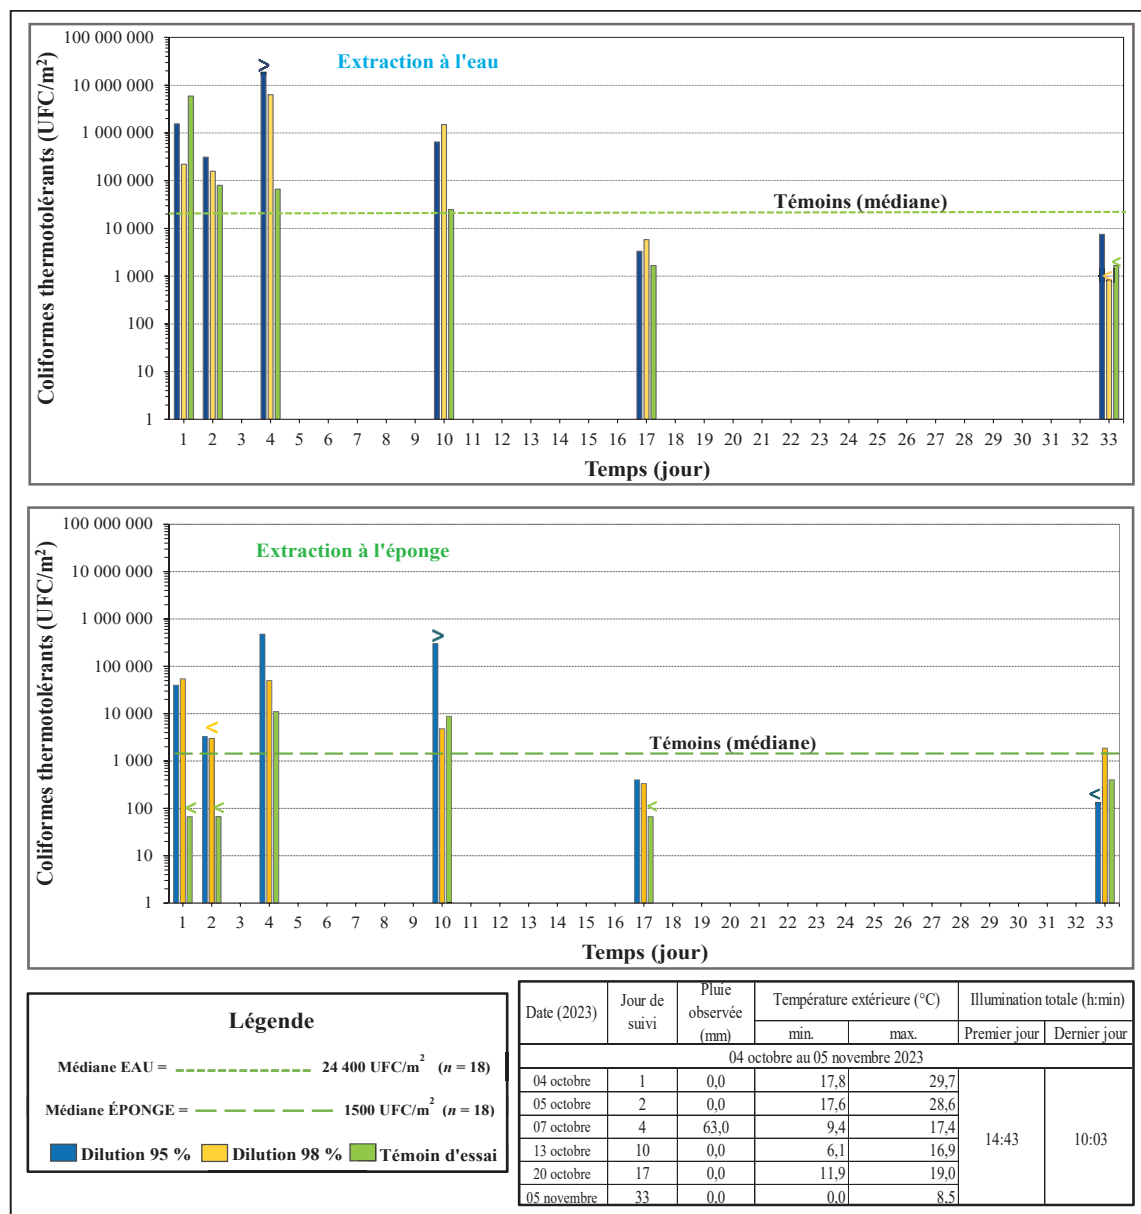 Extraction à l'eau
Coliformes thermotolérants (UFC/m²)
100 000 000
10 000 000
1 000 000
100 000
10 000
1 000
100
10
1
>
Témoins (médiane)
<
<
1 2 3 4 5 6 7 8 9 10 11 12 13 14 15 16 17 18 19 20 21 22 23 24 25 26 27 28 29 30 31 32 33
Temps (jour)
Extraction à l'éponge
Coliformes thermotolérants (UFC/m²)
100 000 000
10 000 000
1 000 000
100 000
10 000
1 000
100
10
1
>
<
Témoins (médiane)
<
<
<
<
1 2 3 4 5 6 7 8 9 10 11 12 13 14 15 16 17 18 19 20 21 22 23 24 25 26 27 28 29 30 31 32 33
Temps (jour)
Légende
Médiane EAU = 24 400 UFC/m² (n = 18)
Médiane ÉPONGE = 1500 UFC/m² (n = 18)
Dilution 95 % Dilution 98 % Témoin d'essai
Date (2023) Jour de suivi Pluie observée (mm) Température extérieure (°C) Illumination totale (h:min)
min. max. Premier jour Dernier jour
04 octobre au 05 novembre 2023
04 octobre 1 0,0 17,8 29,7
05 octobre 2 0,0 17,6 28,6
07 octobre 4 63,0 9,4 17,4
14:43 10:03
13 octobre 10 0,0 6,1 16,9
20 octobre 17 0,0 11,9 19,0
05 novembre 33 0,0 0,0 8,5